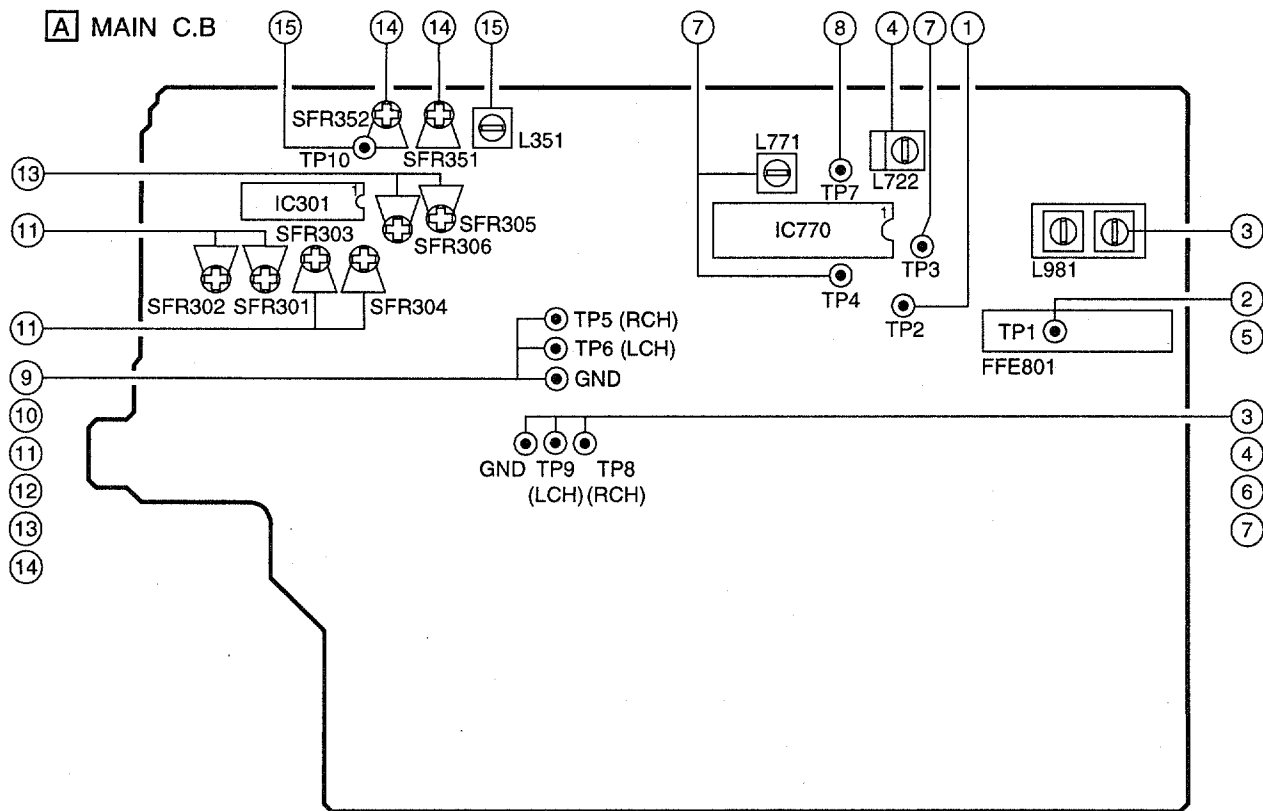 A MAIN C.B
15 14 14 15 7 8 4 7 1
SFR352
L351
TP10
SFR351
L771
TP7
L722
13
IC301 1
SFR305
SFR306
IC770 1
TP3
L981
3
11
SFR303
SFR302
SFR301
SFR304
TP4
TP2
2
5
TP1
FFE801
11
TP5 (RCH)
TP6 (LCH)
GND
9
10
11
12
13
14
GND TP9 TP8
(LCH) (RCH)
3
4
6
7